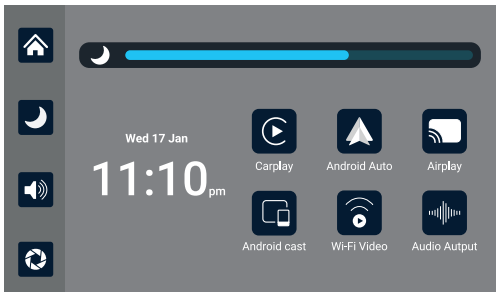 Wed 17 Jan
11:10pm
Carplay
Android Auto
Airplay
Android cast
Wi-Fi Video
Audio Autput